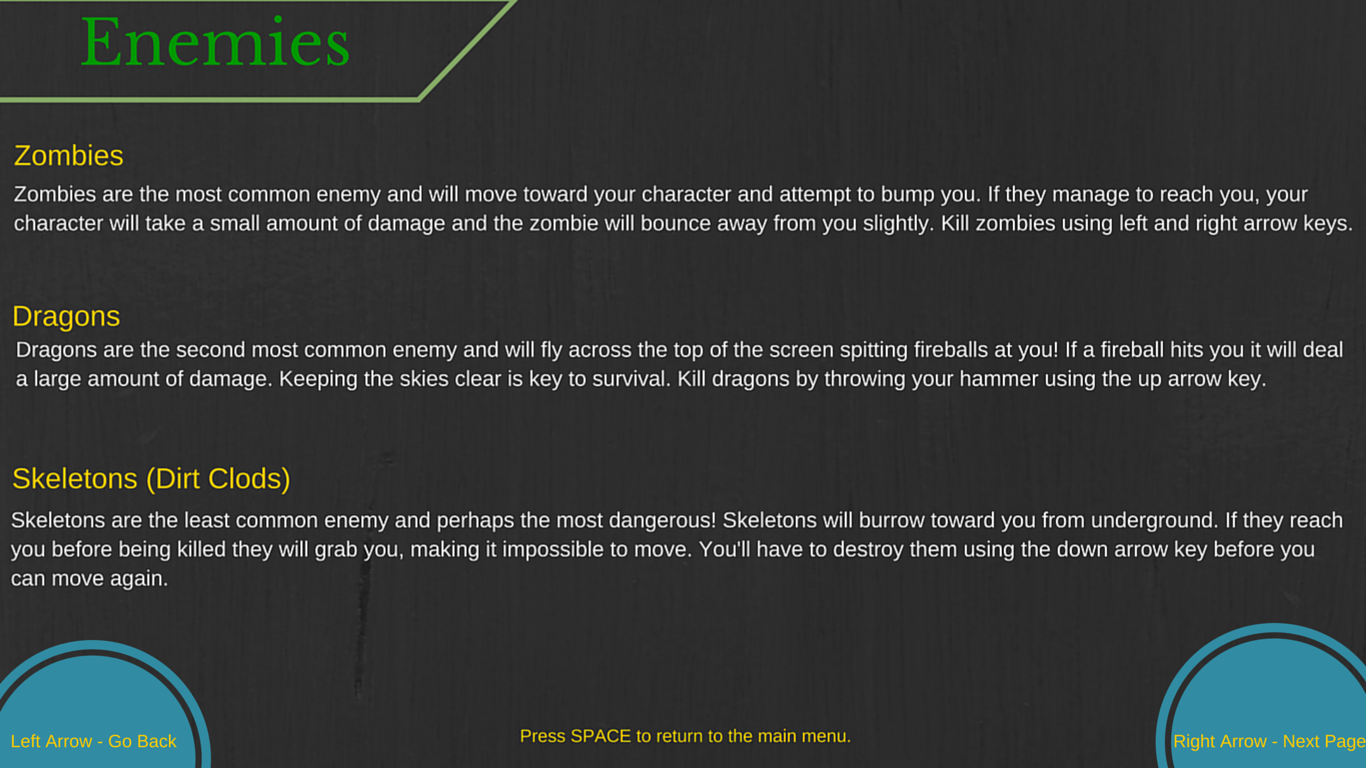 Enemies
Zombies
Zombies are the most common enemy and will move toward your character and attempt to bump you. If they manage to reach you, your
character will take a small amount of damage and the zombie will bounce away from you slightly. Kill zombies using left and right arrow keys.
Dragons
Dragons are the second most common enemy and will fly across the top of the screen spitting fireballs at you! If a fireball hits you it will deal
a large amount of damage. Keeping the skies clear is key to survival. Kill dragons by throwing your hammer using the up arrow key.
Skeletons (Dirt Clods)
Skeletons are the least common enemy and perhaps the most dangerous! Skeletons will burrow toward you from underground. If they reach
you before being killed they will grab you, making it impossible to move. You'll have to destroy them using the down arrow key before you
can move again.
Left Arrow - Go Back
Press SPACE to return to the main menu.
Right Arrow - Next Page